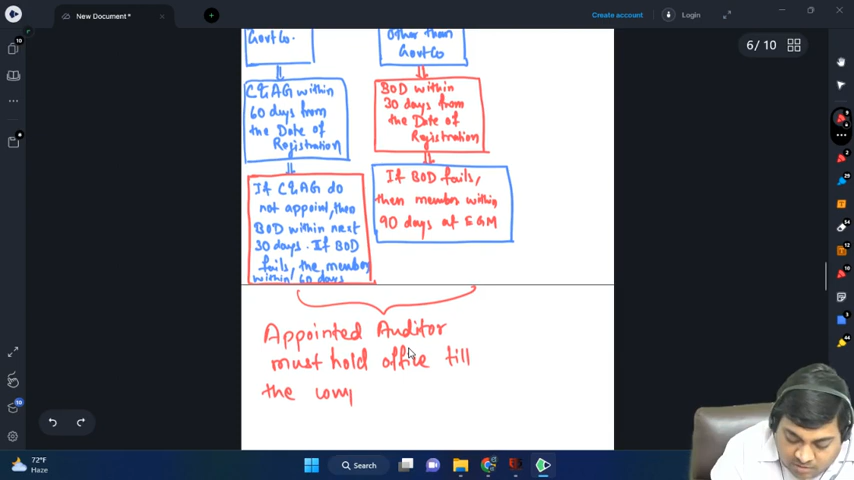 New Document*
Create account
Login
6 / 10
Govt Co.
Other than
Govt Co
C&AG within
60 days from
the Date of
Registration
BOD within
30 days from
the Date of
Registration
If C&AG do
not appoint, then
BOD within next
30 days. If BOD
fails, the member
within 60 days
If BOD fails,
then member within
90 days at EGM
Appointed Auditor
must hold office till
the comp
72°F
Haze
Search